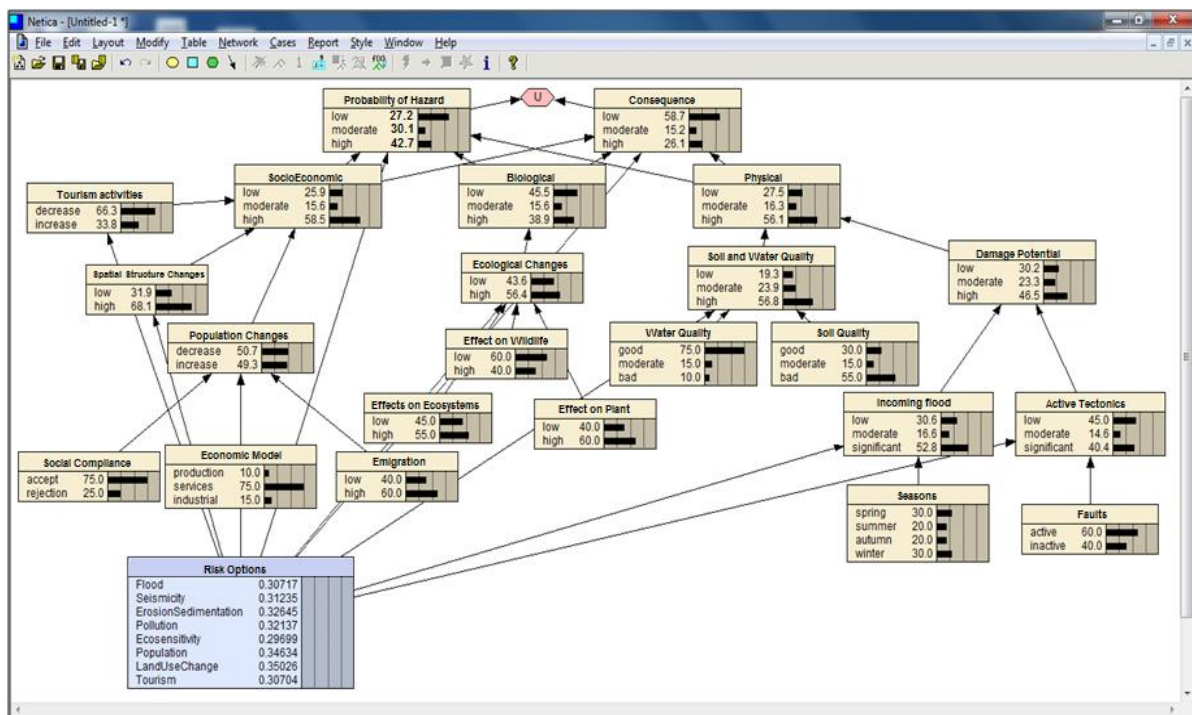 Netica - [Untitled-1 *]
File Edit Layout Modify Table Network Cases Report Style Window Help
U
Probability of Hazard
low 27.2
moderate 30.1
high 42.7
Consequence
low 58.7
moderate 15.2
high 26.1
SocioEconomic
low 25.9
moderate 15.6
high 58.5
Biological
low 45.5
moderate 15.6
high 38.9
Physical
low 27.5
moderate 16.3
high 56.1
Tourism activities
decrease 66.3
increase 33.8
Spatial Structure Changes
low 31.9
high 68.1
Ecological Changes
low 43.6
high 56.4
Soil and Water Quality
low 19.3
moderate 23.9
high 56.8
Damage Potential
low 30.2
moderate 23.3
high 46.5
Population Changes
decrease 50.7
increase 49.3
Effect on Wildlife
low 60.0
high 40.0
Water Quality
good 75.0
moderate 15.0
bad 10.0
Soil Quality
good 30.0
moderate 15.0
bad 55.0
Effects on Ecosystems
low 45.0
high 55.0
Effect on Plant
low 40.0
high 60.0
Incoming flood
low 30.6
moderate 16.6
significant 52.8
Active Tectonics
low 45.0
moderate 14.6
significant 40.4
Social Compliance
accept 75.0
rejection 25.0
Economic Model
production 10.0
services 75.0
industrial 15.0
Emigration
low 40.0
high 60.0
Seasons
spring 30.0
summer 20.0
autumn 20.0
winter 30.0
Faults
active 60.0
inactive 40.0
Risk Options
Flood 0.30717
Seismicity 0.31235
ErosionSedimentation 0.32645
Pollution 0.32137
Ecosensitivity 0.29699
Population 0.34634
LandUseChange 0.35026
Tourism 0.30704